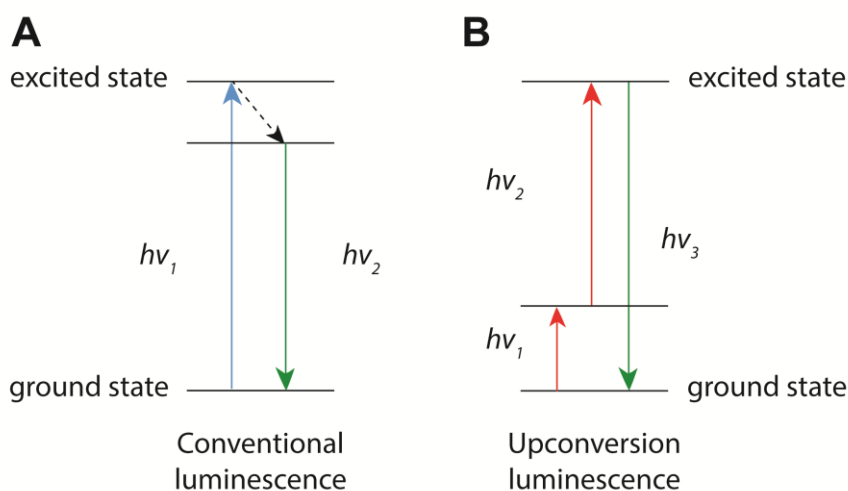 A
excited state
hv₁
hv₂
ground state
Conventional
luminescence
B
excited state
hv₂
hv₃
hv₁
ground state
Upconversion
luminescence